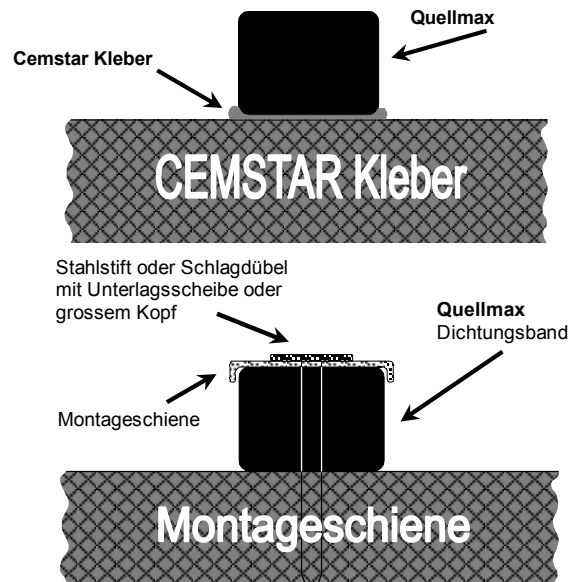 Quellmax
Cemstar Kleber
CEMSTAR Kleber
Stahlstift oder Schlagdübel
mit Unterlagsscheibe oder
grossem Kopf
Quellmax
Dichtungsband
Montageschiene
Montageschiene